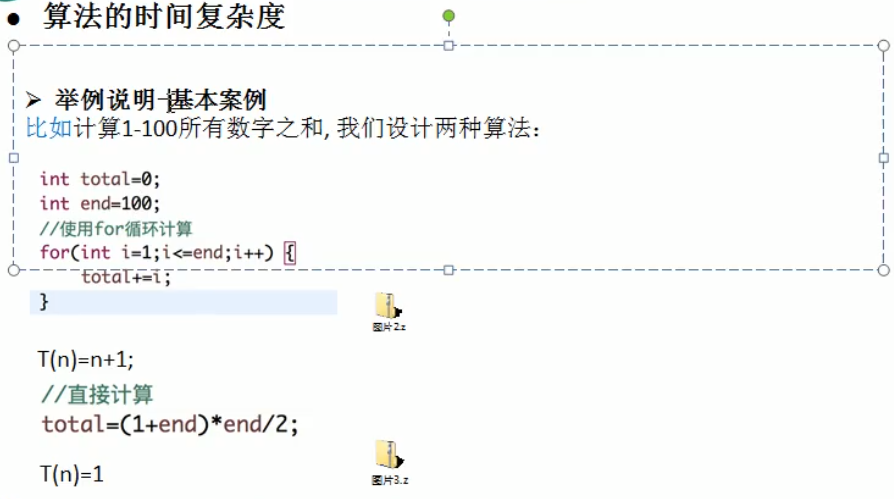 ● 算法的时间复杂度
➢ 举例说明-基本案例
比如计算1-100所有数字之和, 我们设计两种算法：
int total=0;
int end=100;
//使用for循环计算
for(int i=1;i<=end;i++) {
total+=i;
}
图片2.z
T(n)=n+1;
//直接计算
total=(1+end)*end/2;
T(n)=1
图片3.z